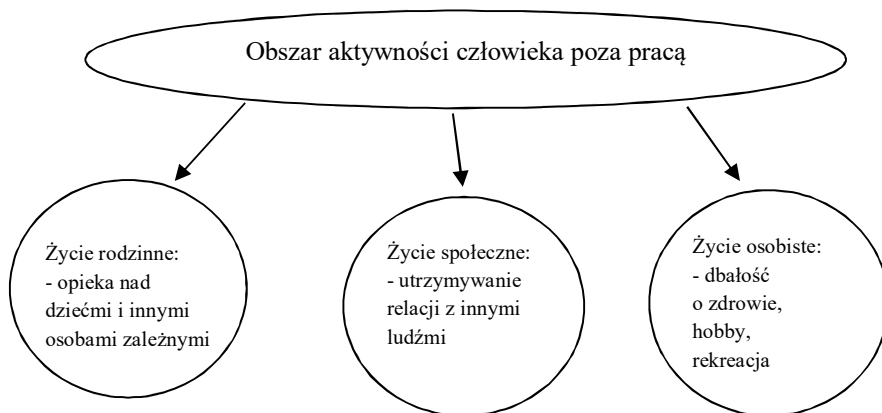 Obszar aktywności człowieka poza pracą
Życie rodzinne:
- opieka nad
dziećmi i innymi
osobami zależnymi
Życie społeczne:
- utrzymywanie
relacji z innymi
ludźmi
Życie osobiste:
- dbałość
o zdrowie,
hobby,
rekreacja